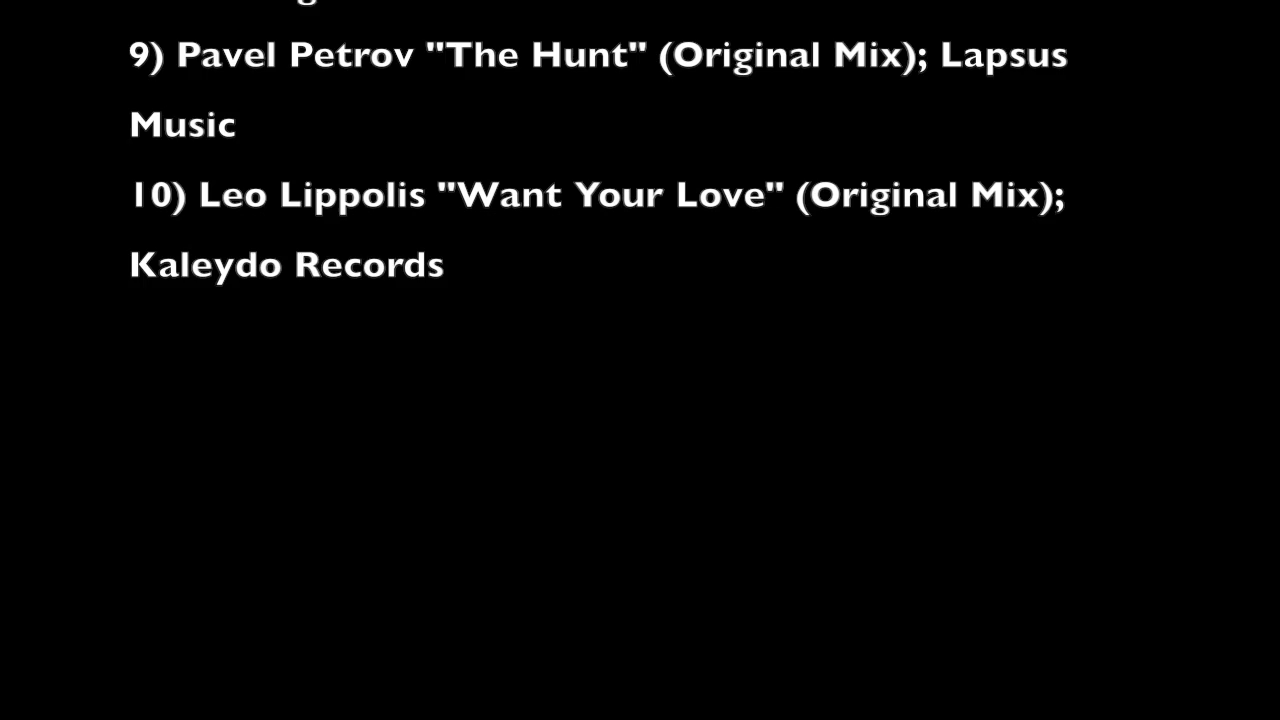 9) Pavel Petrov "The Hunt" (Original Mix); Lapsus
Music
10) Leo Lippolis "Want Your Love" (Original Mix);
Kaleydo Records